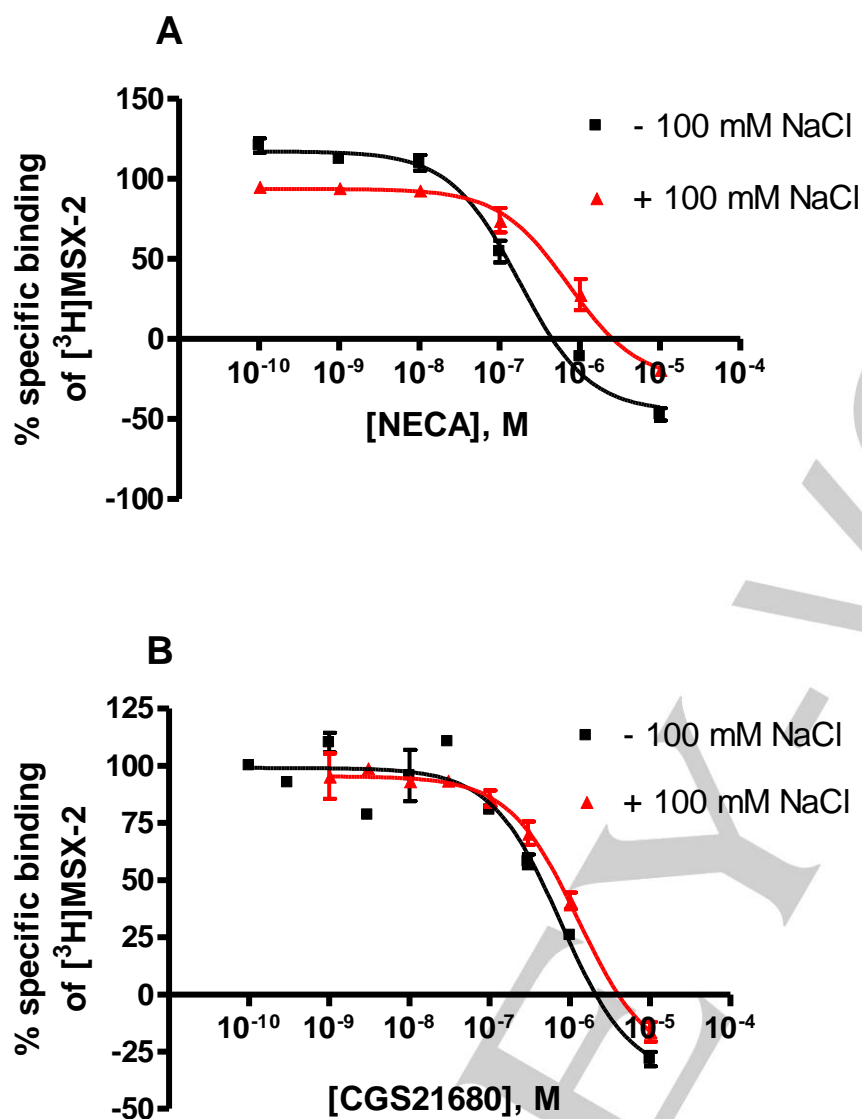 A
150
100
50
0
-50
-100
% specific binding
of [³H]MSX-2
- 100 mM NaCl
+ 100 mM NaCl
10⁻¹⁰ 10⁻⁹ 10⁻⁸ 10⁻⁷ 10⁻⁶ 10⁻⁵ 10⁻⁴
[NECA], M
B
125
100
75
50
25
0
-25
-50
% specific binding
of [³H]MSX-2
- 100 mM NaCl
+ 100 mM NaCl
10⁻¹⁰ 10⁻⁹ 10⁻⁸ 10⁻⁷ 10⁻⁶ 10⁻⁵ 10⁻⁴
[CGS21680], M